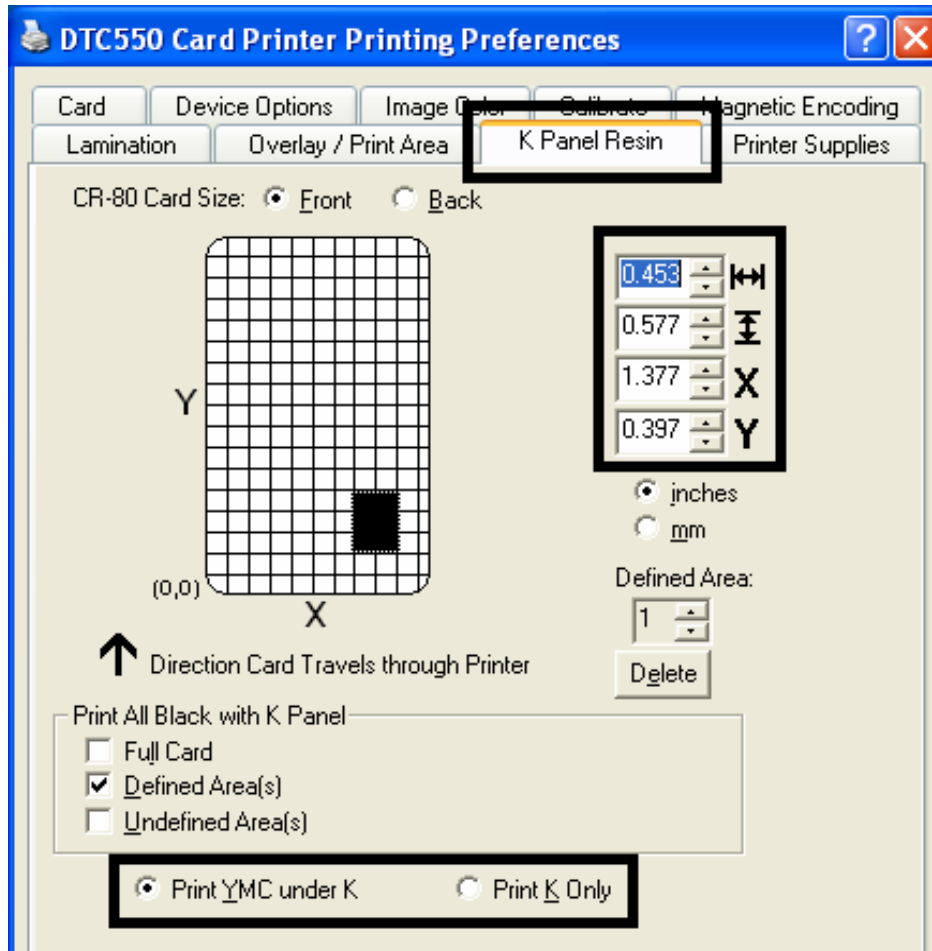 DTC550 Card Printer Printing Preferences
Card Device Options Image Color Calibrate Magnetic Encoding
Lamination Overlay / Print Area K Panel Resin Printer Supplies
CR-80 Card Size: Front Back
0.453
0.577
1.377 X
0.397 Y
Y
inches
mm
(0,0)
X
Defined Area:
1
Direction Card Travels through Printer
Delete
Print All Black with K Panel
Full Card
Defined Area(s)
Undefined Area(s)
Print YMC under K Print K Only